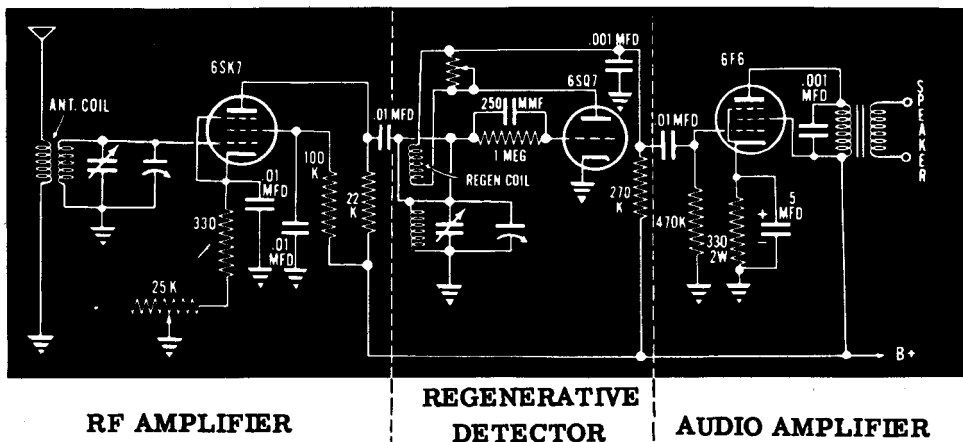 ANT. COIL
6SK7
.01
MFD
.01
MFD
100
K
22
K
330
25 K
.01 MFD
REGEN COIL
250 MMF
1 MEG
6SQ7
.001 MFD
270
K
.01 MFD
470K
6F6
330
2W
+
-
5
MFD
.001
MFD
SPEAKER
B+
RF AMPLIFIER
REGENERATIVE
DETECTOR
AUDIO AMPLIFIER